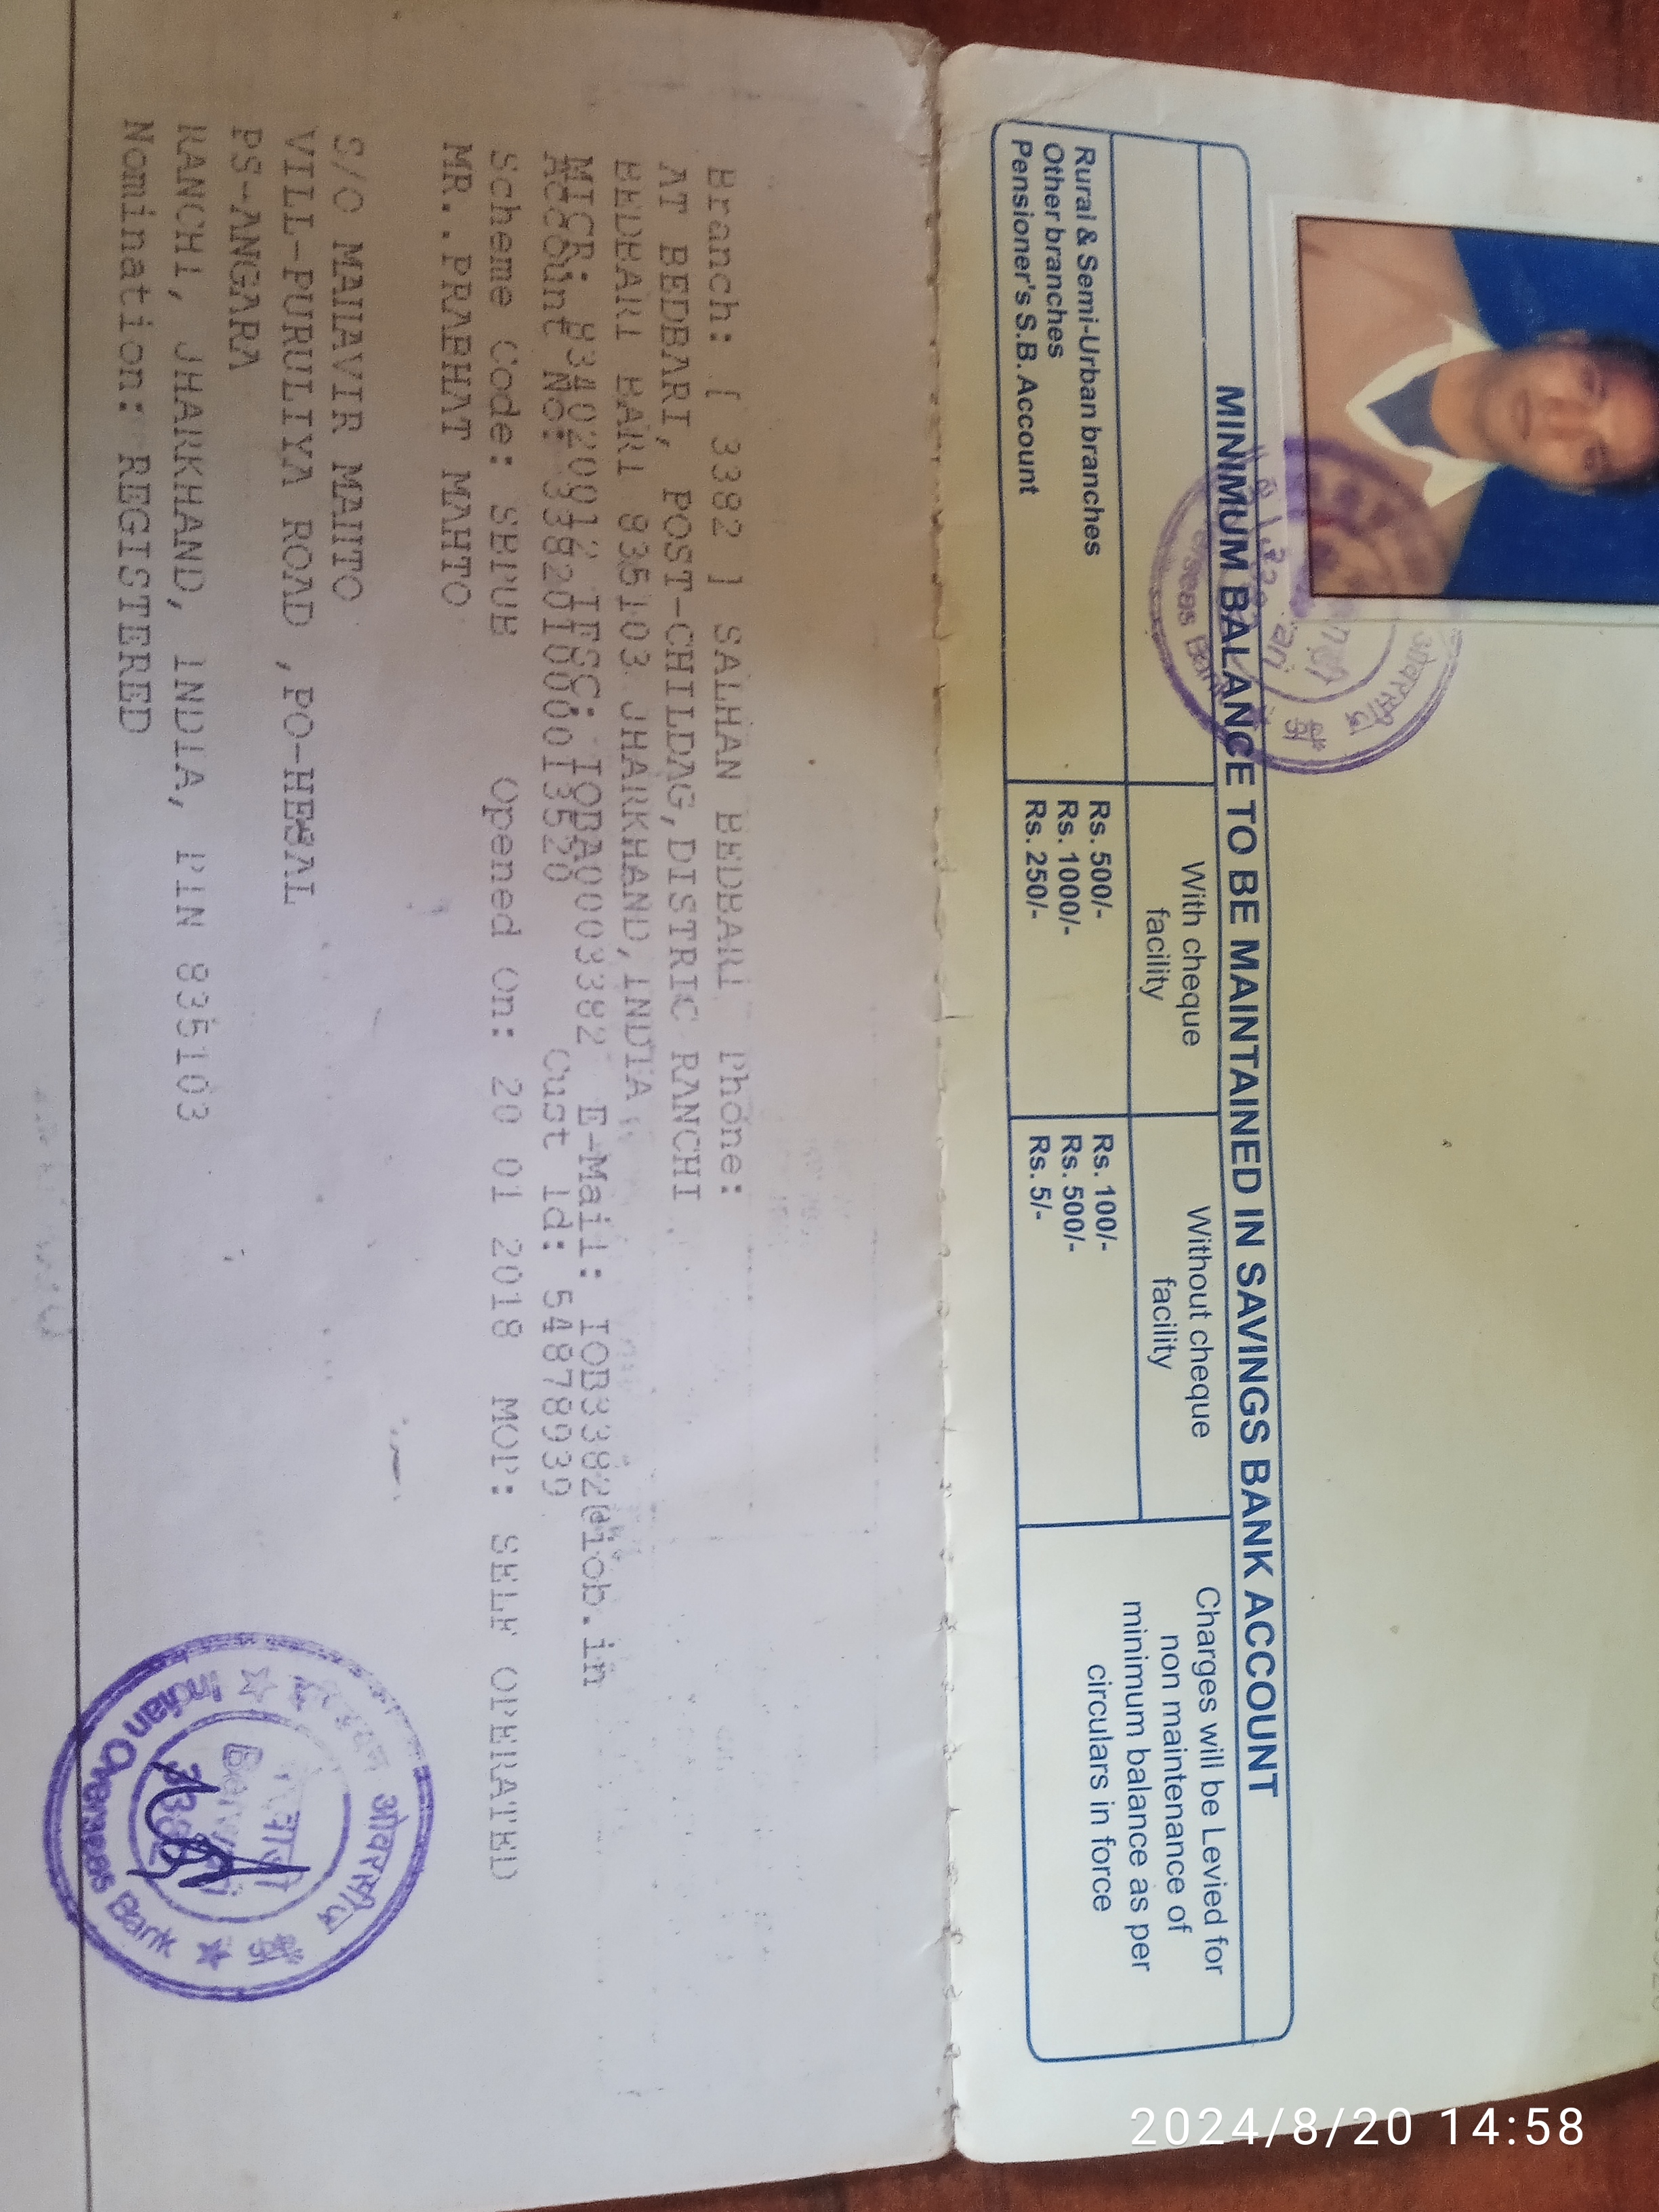 MINIMUM BALANCE TO BE MAINTAINED IN SAVINGS BANK ACCOUNT
With cheque facility
Without cheque facility
Charges will be Levied for
non maintenance of
minimum balance as per
circulars in force
Rural & Semi-Urban branches Rs. 500/- Rs. 100/-
Other branches Rs. 1000/- Rs. 500/-
Pensioner's S.B. Account Rs. 250/- Rs. 5/-
Branch: [ 3382 ] SALHAN BEDBARI Phone:
AT BEDBARI, POST-CHILDAG,DISTRIC RANCHI
BEDBARI BARI 835103 JHARKHAND,INDIA
IFSC: IOBA0003382 E-Mail: IOB3382@iob.in
Account No: 338201000013520 Cust Id: 54878939
Scheme Code: SBPUB Opened On: 20 01 2018 MOP: SELF OPERATED
MR..PRABHAT MAHTO
S/O MAHAVIR MAHTO
VILL-PURULIYA ROAD ,PO-HESAL
PS-ANGARA
RANCHI, JHARKHAND, INDIA, PIN 835103
Nomination: REGISTERED
ओवरसीज़ बैंक
3382
Indian Overseas Bank
2024/8/20 14:58